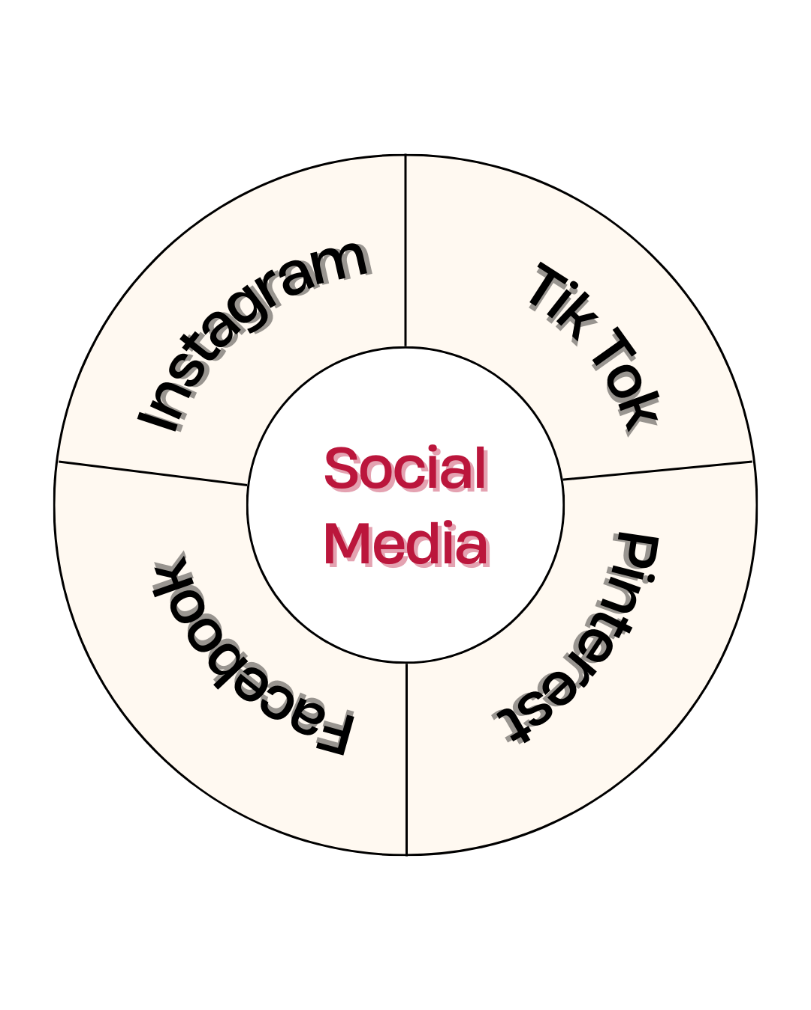 Instagram
Tik Tok
Social
Media
Facebook
Pinterest